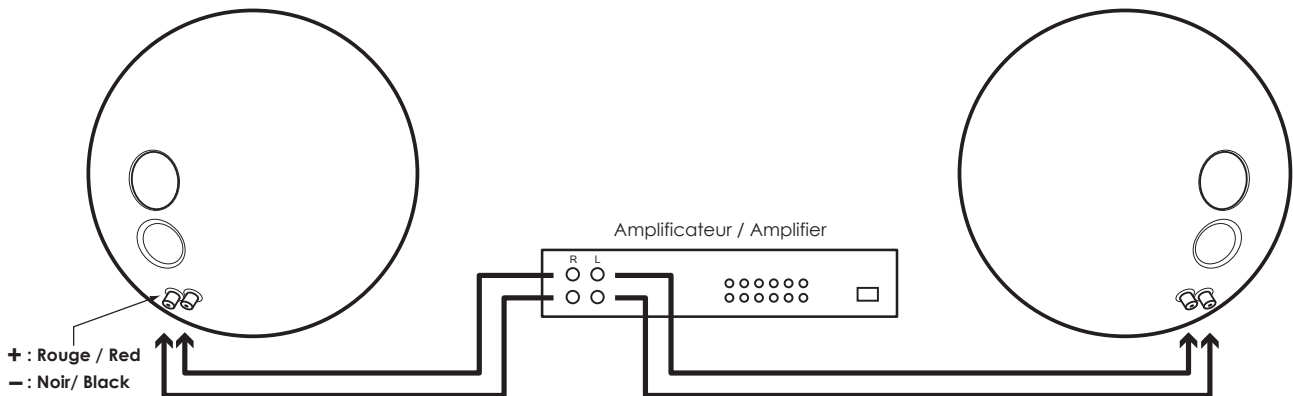 Amplificateur / Amplifier
R L
+ : Rouge / Red
– : Noir/ Black